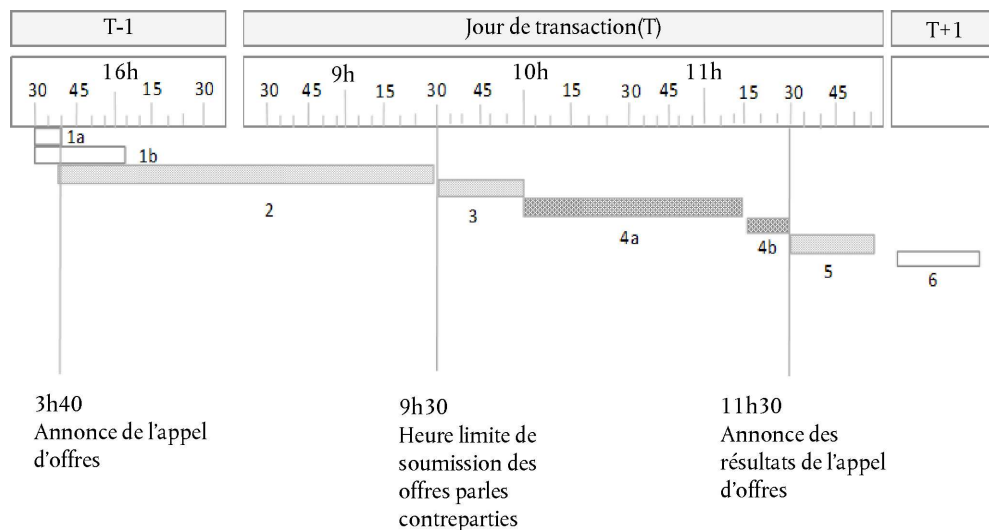 T-1
Jour de transaction(T)
T+1
16h
9h
10h
11h
30 45 15 30
30 45 15 30 45 15 30 45 15 30 45
1a
1b
2
3
4a
4b
5
6
3h40
Annonce de l'appel
d'offres
9h30
Heure limite de
soumission des
offres parles
contreparties
11h30
Annonce des
résultats de l'appel
d'offres